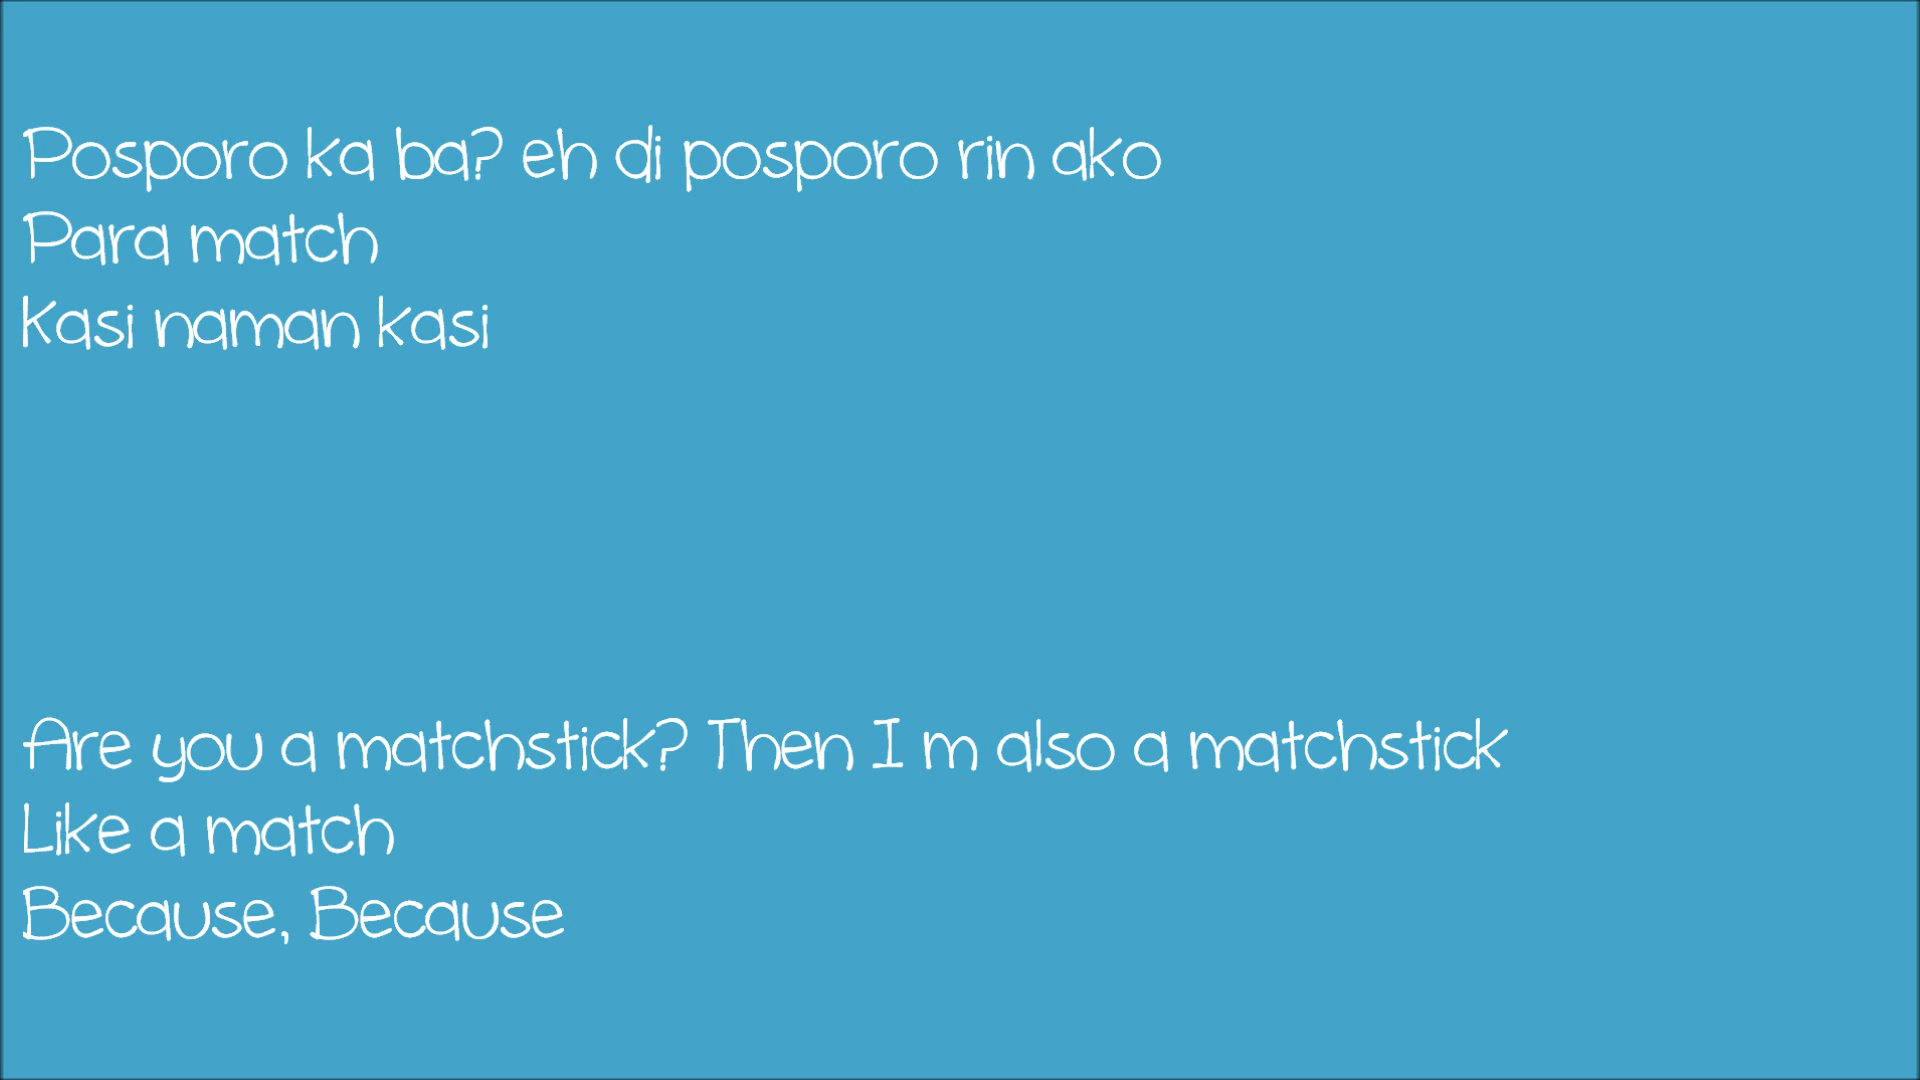 Posporo ka ba? eh di posporo rin ako
Para match
Kasi naman kasi
Are you a matchstick? Then I m also a matchstick
Like a match
Because, Because